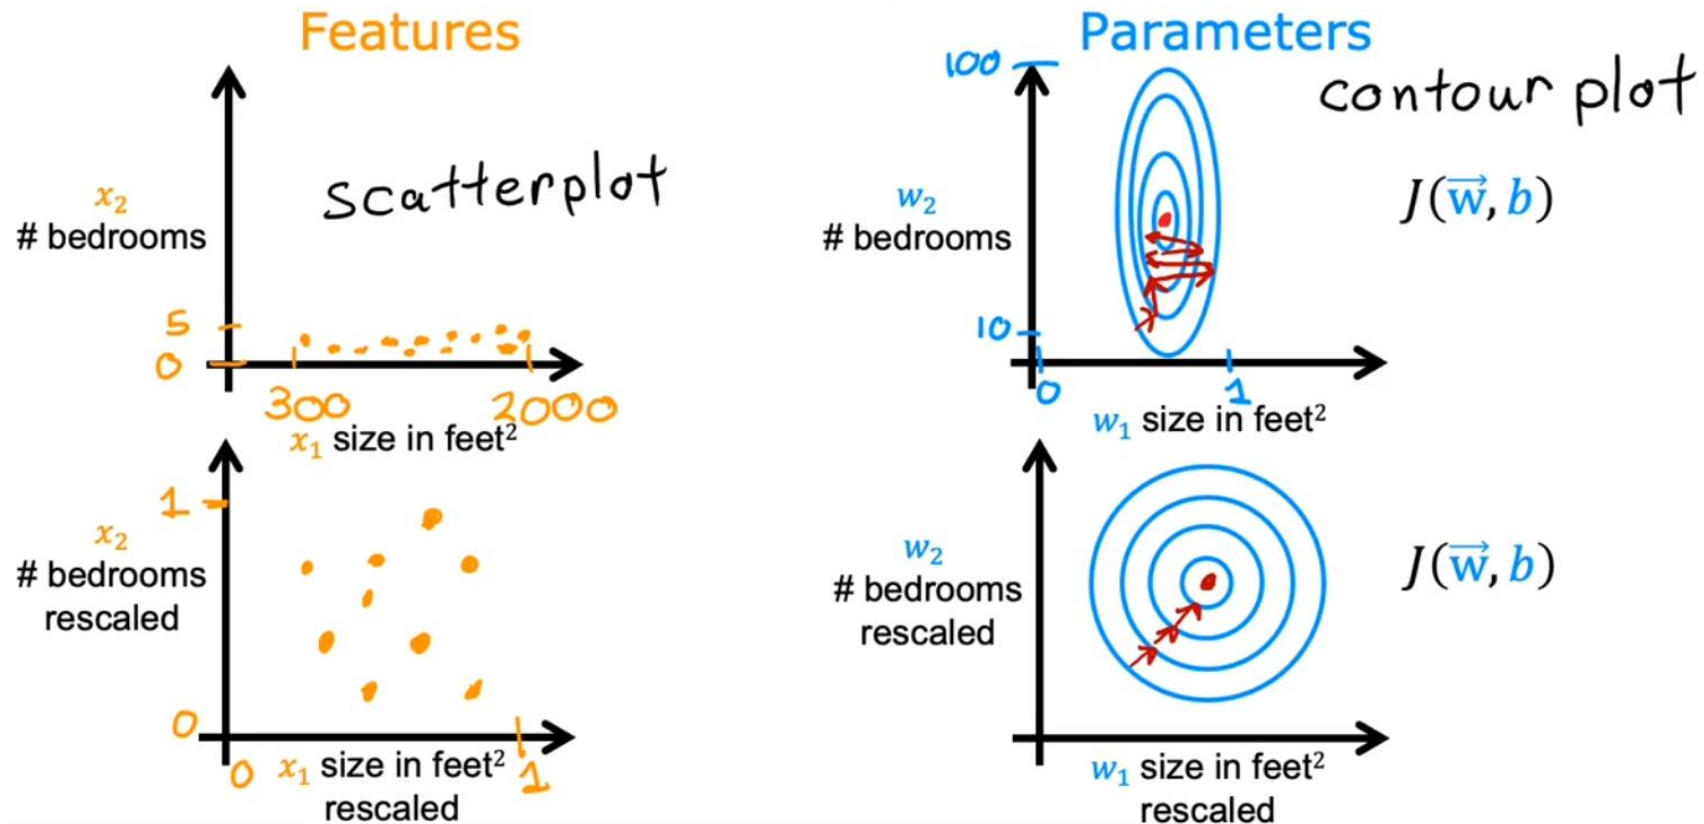 Features
scatterplot
x₂
# bedrooms
5
0
300
2000
x₁ size in feet²
1
x₂
# bedrooms
rescaled
0
0
x₁ size in feet²
rescaled
1
Parameters
contour plot
100
w₂
# bedrooms
J(w⃗, b)
10
0
1
w₁ size in feet²
w₂
# bedrooms
rescaled
J(w⃗, b)
w₁ size in feet²
rescaled